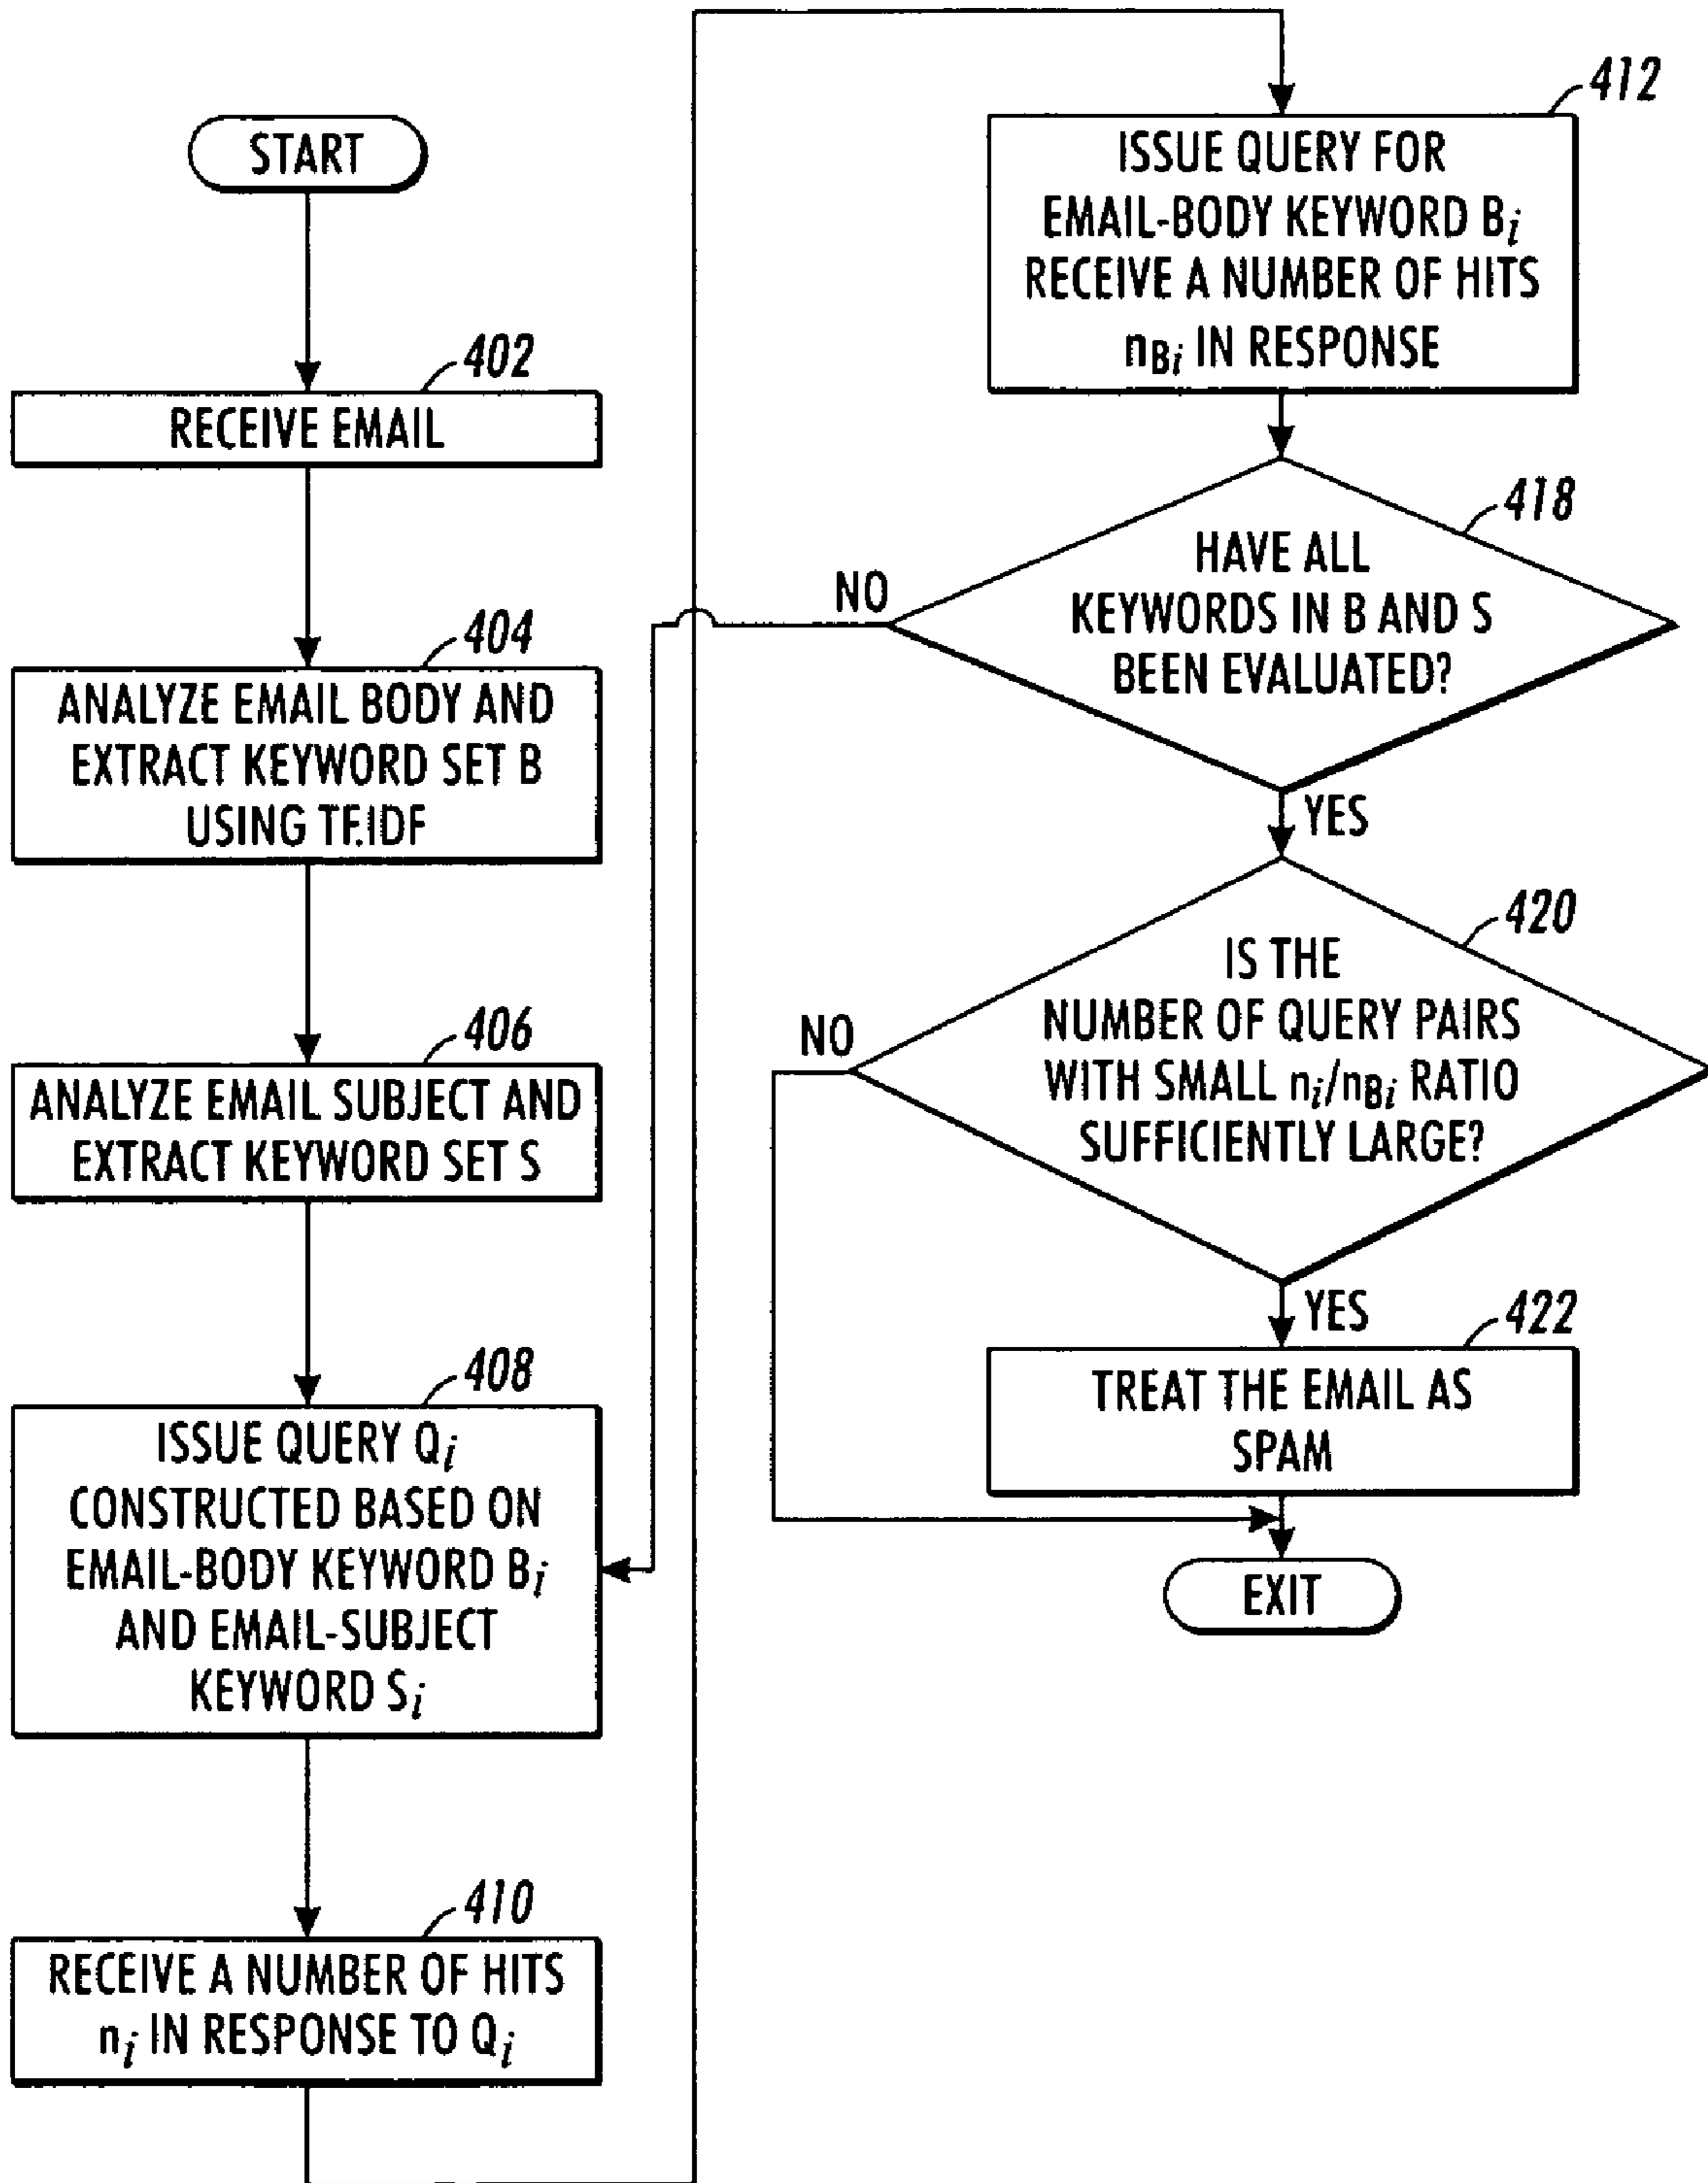 START
402
RECEIVE EMAIL
404
ANALYZE EMAIL BODY AND
EXTRACT KEYWORD SET B
USING TF.IDF
406
ANALYZE EMAIL SUBJECT AND
EXTRACT KEYWORD SET S
408
ISSUE QUERY Qi
CONSTRUCTED BASED ON
EMAIL-BODY KEYWORD Bi
AND EMAIL-SUBJECT
KEYWORD Si
410
RECEIVE A NUMBER OF HITS
ni IN RESPONSE TO Qi
412
ISSUE QUERY FOR
EMAIL-BODY KEYWORD Bi
RECEIVE A NUMBER OF HITS
nBi IN RESPONSE
418
HAVE ALL
KEYWORDS IN B AND S
BEEN EVALUATED?
NO
YES
420
IS THE
NUMBER OF QUERY PAIRS
WITH SMALL ni/nBi RATIO
SUFFICIENTLY LARGE?
NO
YES
422
TREAT THE EMAIL AS
SPAM
EXIT